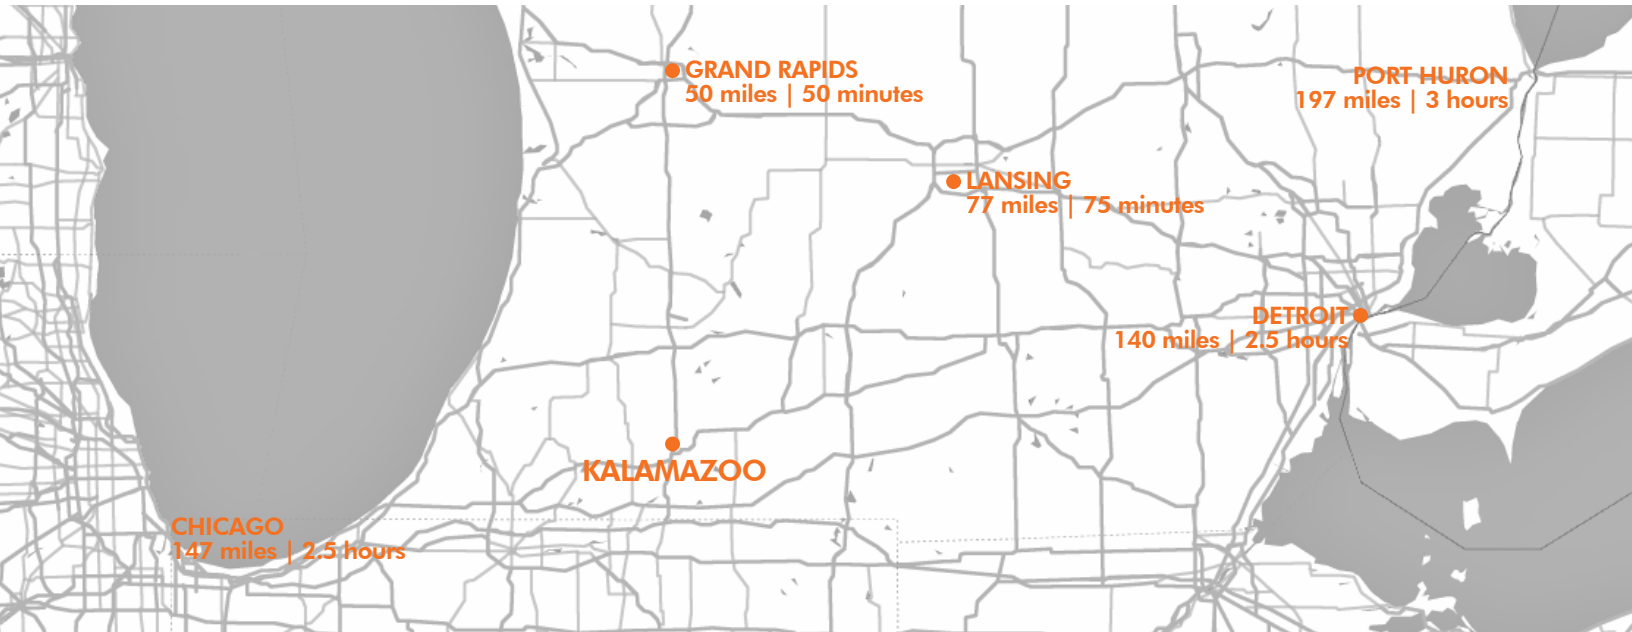 GRAND RAPIDS
50 miles | 50 minutes
PORT HURON
197 miles | 3 hours
LANSING
77 miles | 75 minutes
DETROIT
140 miles | 2.5 hours
KALAMAZOO
CHICAGO
147 miles | 2.5 hours